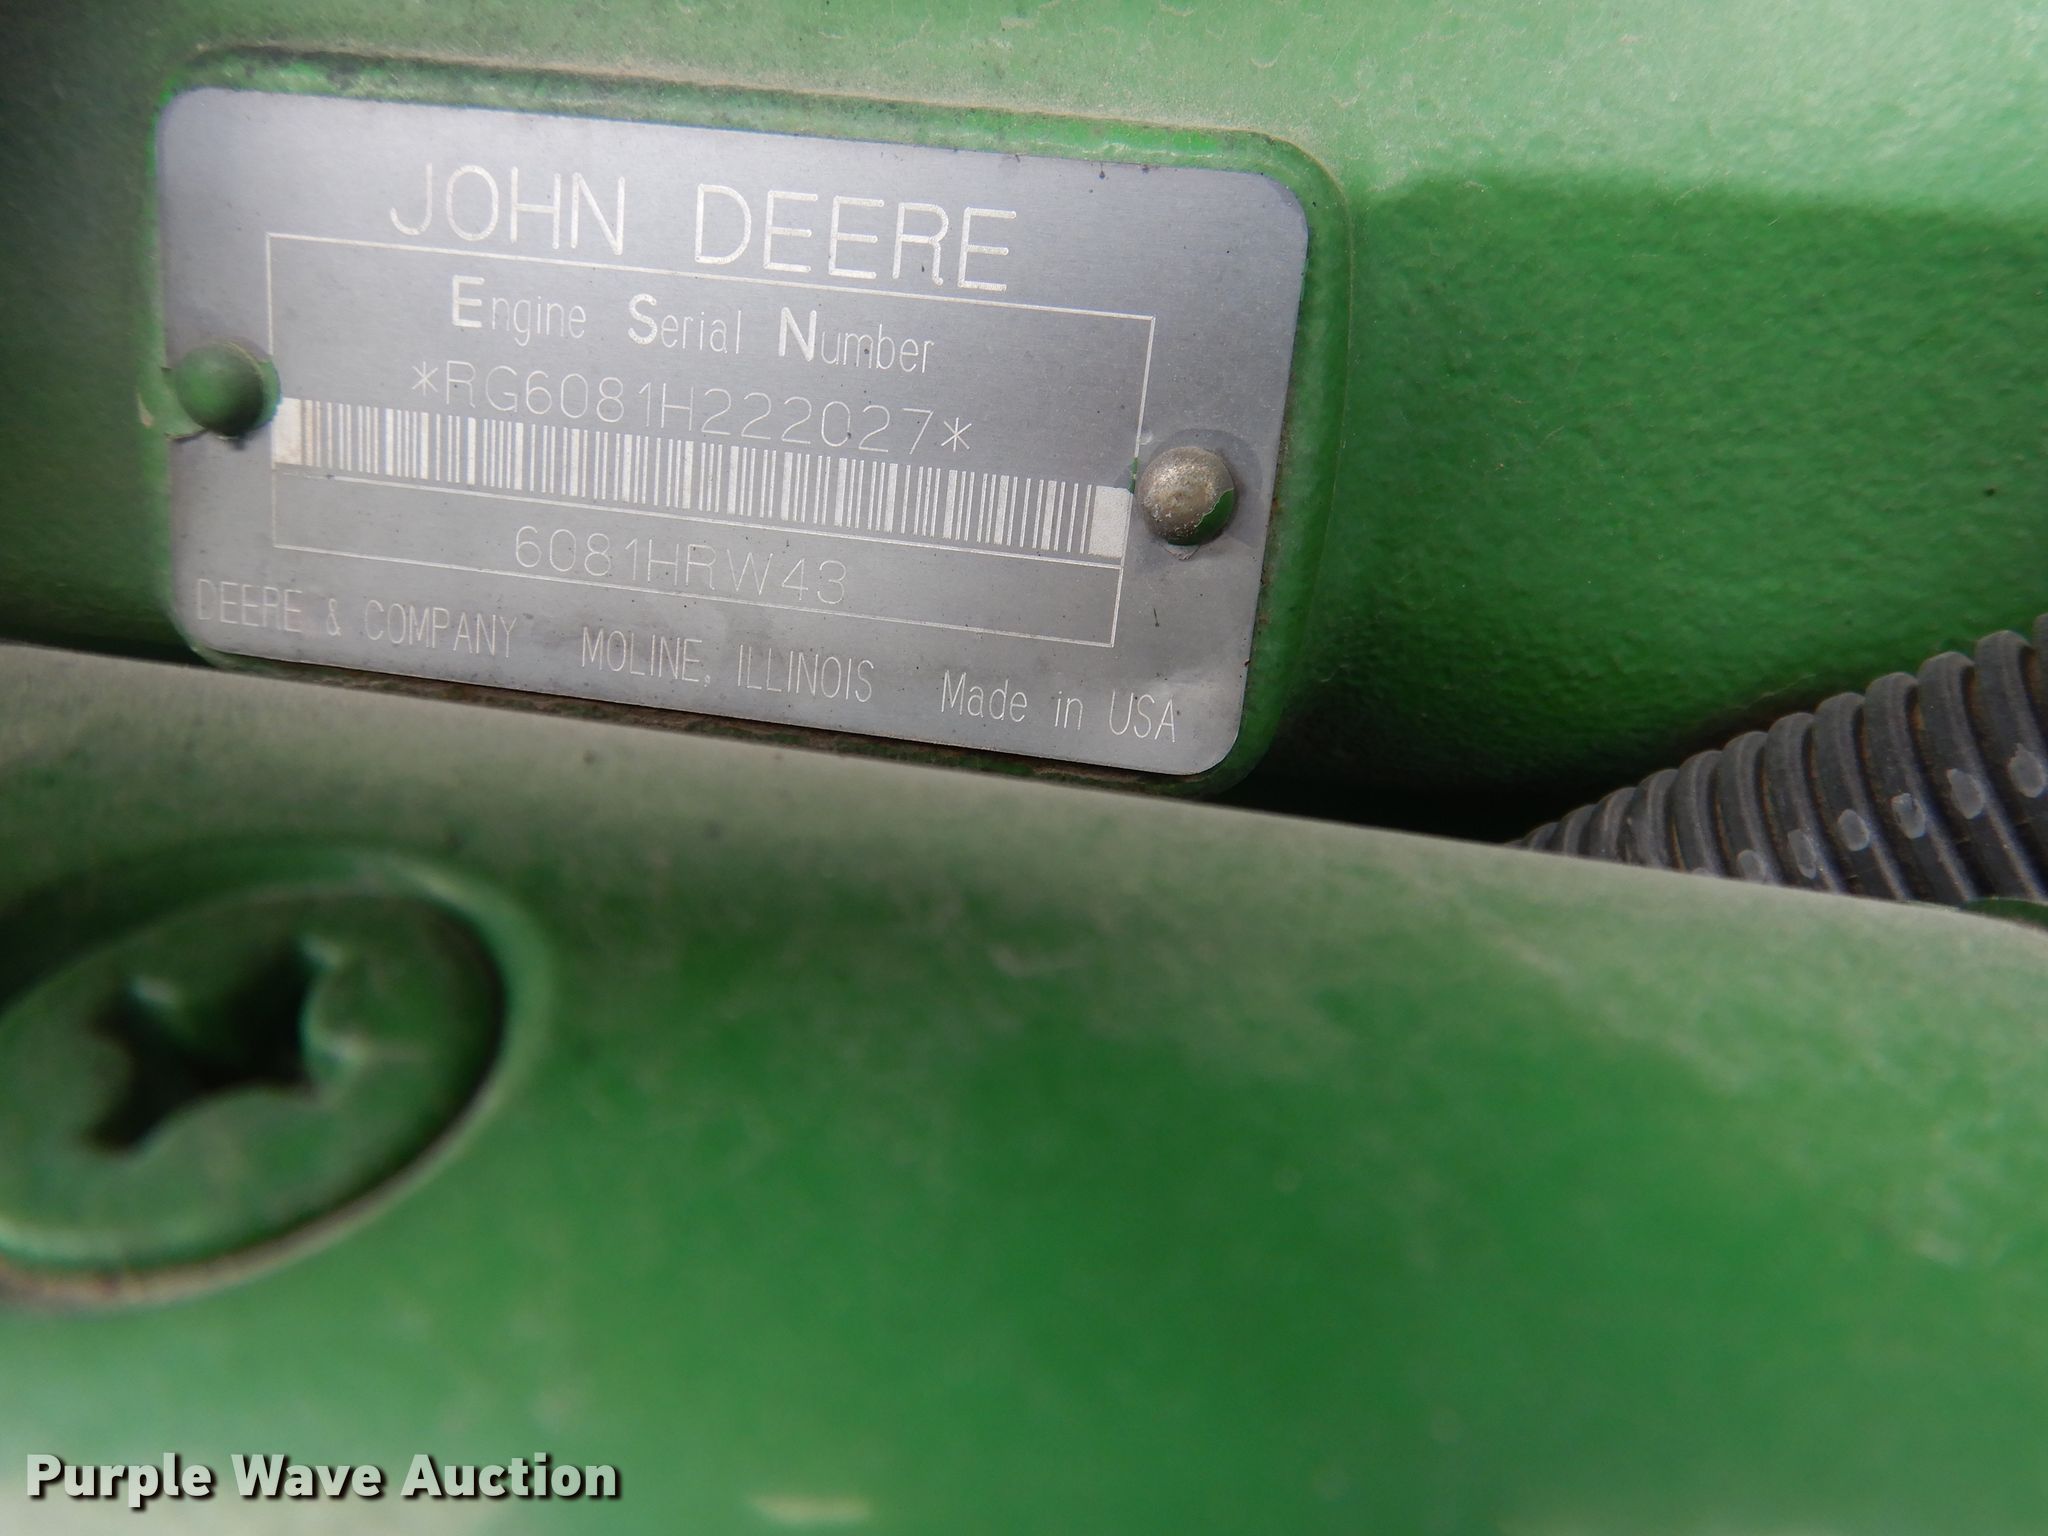 JOHN DEERE
Engine Serial Number
*RG6081H222027*
6081HRW43
DEERE & COMPANY MOLINE, ILLINOIS Made in USA
Purple Wave Auction